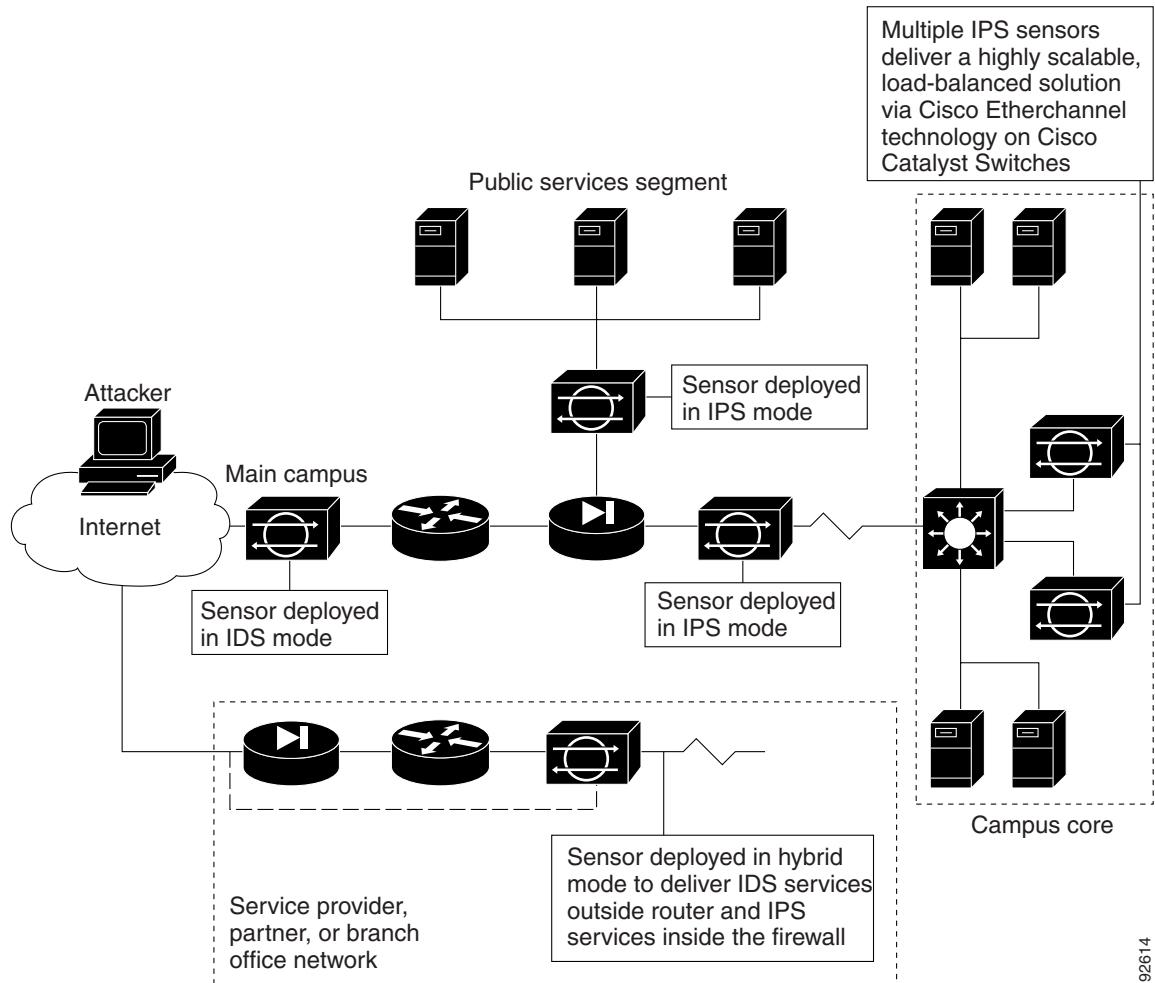 Multiple IPS sensors
deliver a highly scalable,
load-balanced solution
via Cisco Etherchannel
technology on Cisco
Catalyst Switches
Public services segment
Attacker
Sensor deployed
in IPS mode
Main campus
Internet
Sensor deployed
in IDS mode
Sensor deployed
in IPS mode
Campus core
Sensor deployed in hybrid
mode to deliver IDS services
outside router and IPS
services inside the firewall
Service provider,
partner, or branch
office network
92614